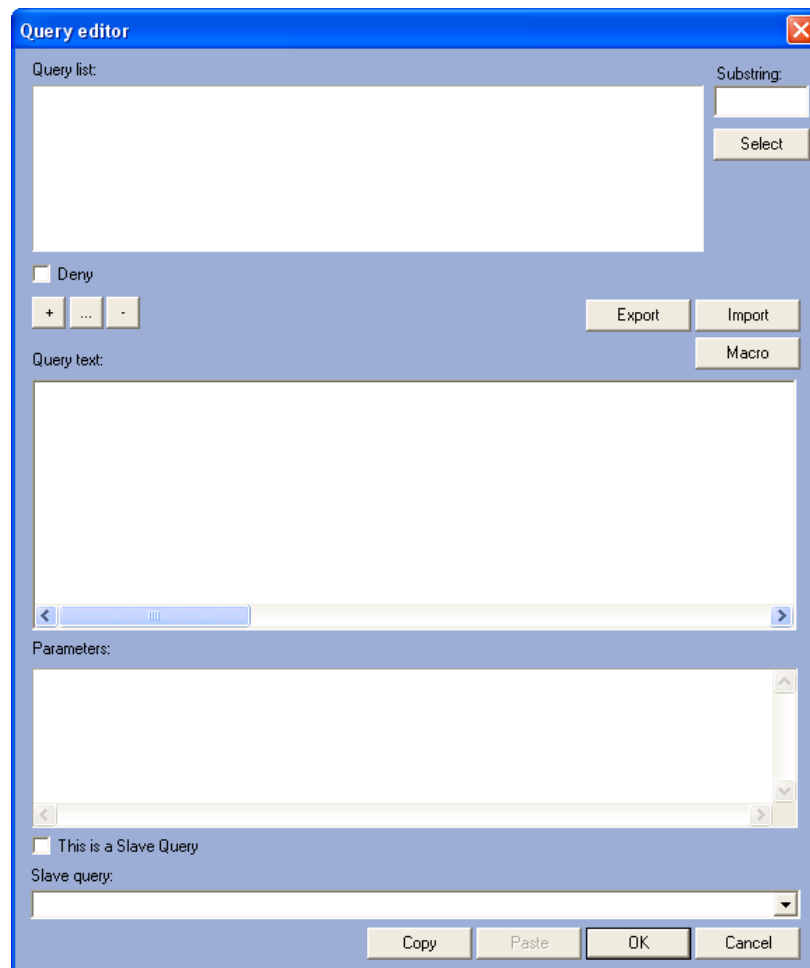 Query editor
Query list:
Substring:
Select
Deny
+ ... -
Export Import
Macro
Query text:
Parameters:
This is a Slave Query
Slave query:
Copy Paste OK Cancel